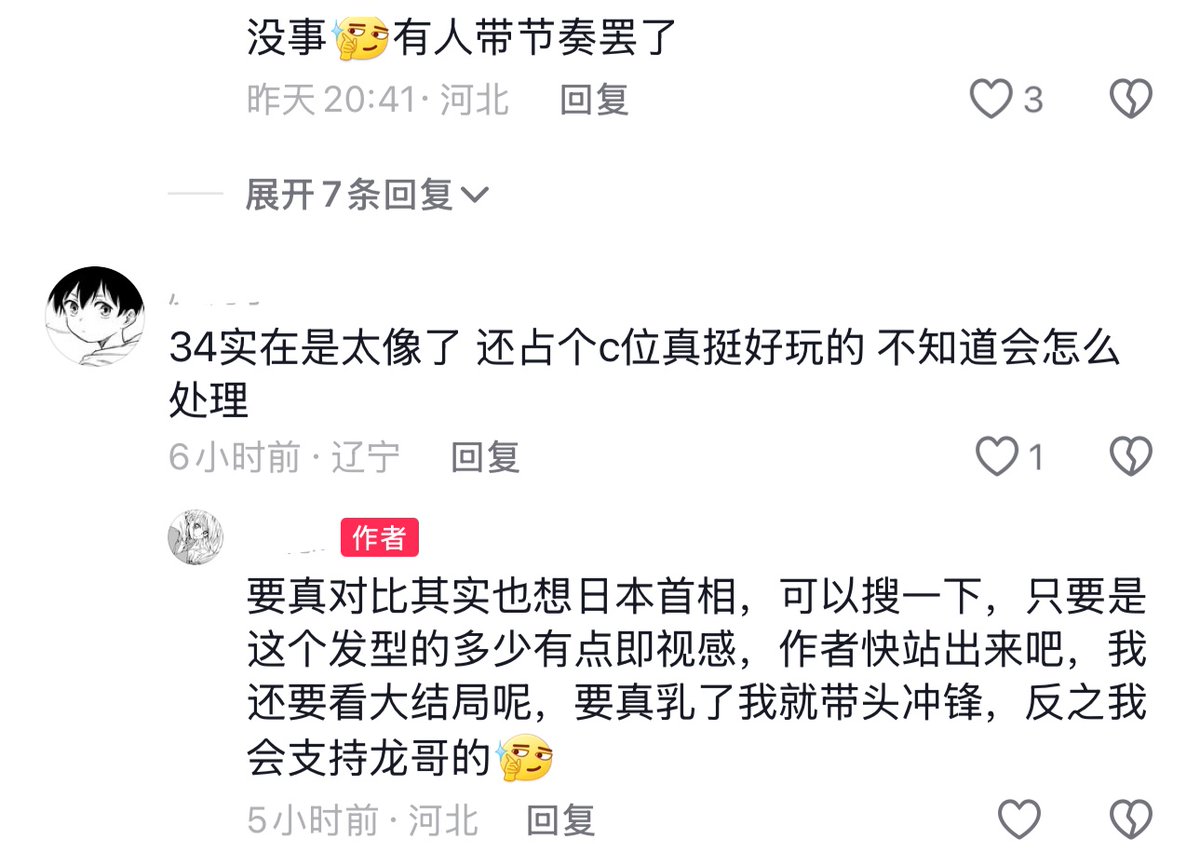 没事有人带节奏罢了
昨天 20:41 · 河北 回复 3
展开7条回复
34实在是太像了 还占个c位真挺好玩的 不知道会怎么
处理
6小时前 · 辽宁 回复 1
作者
要真对比其实也想日本首相，可以搜一下，只要是
这个发型的多少有点即视感，作者快站出来吧，我
还要看大结局呢，要真乳了我就带头冲锋，反之我
会支持龙哥的
5小时前 · 河北 回复